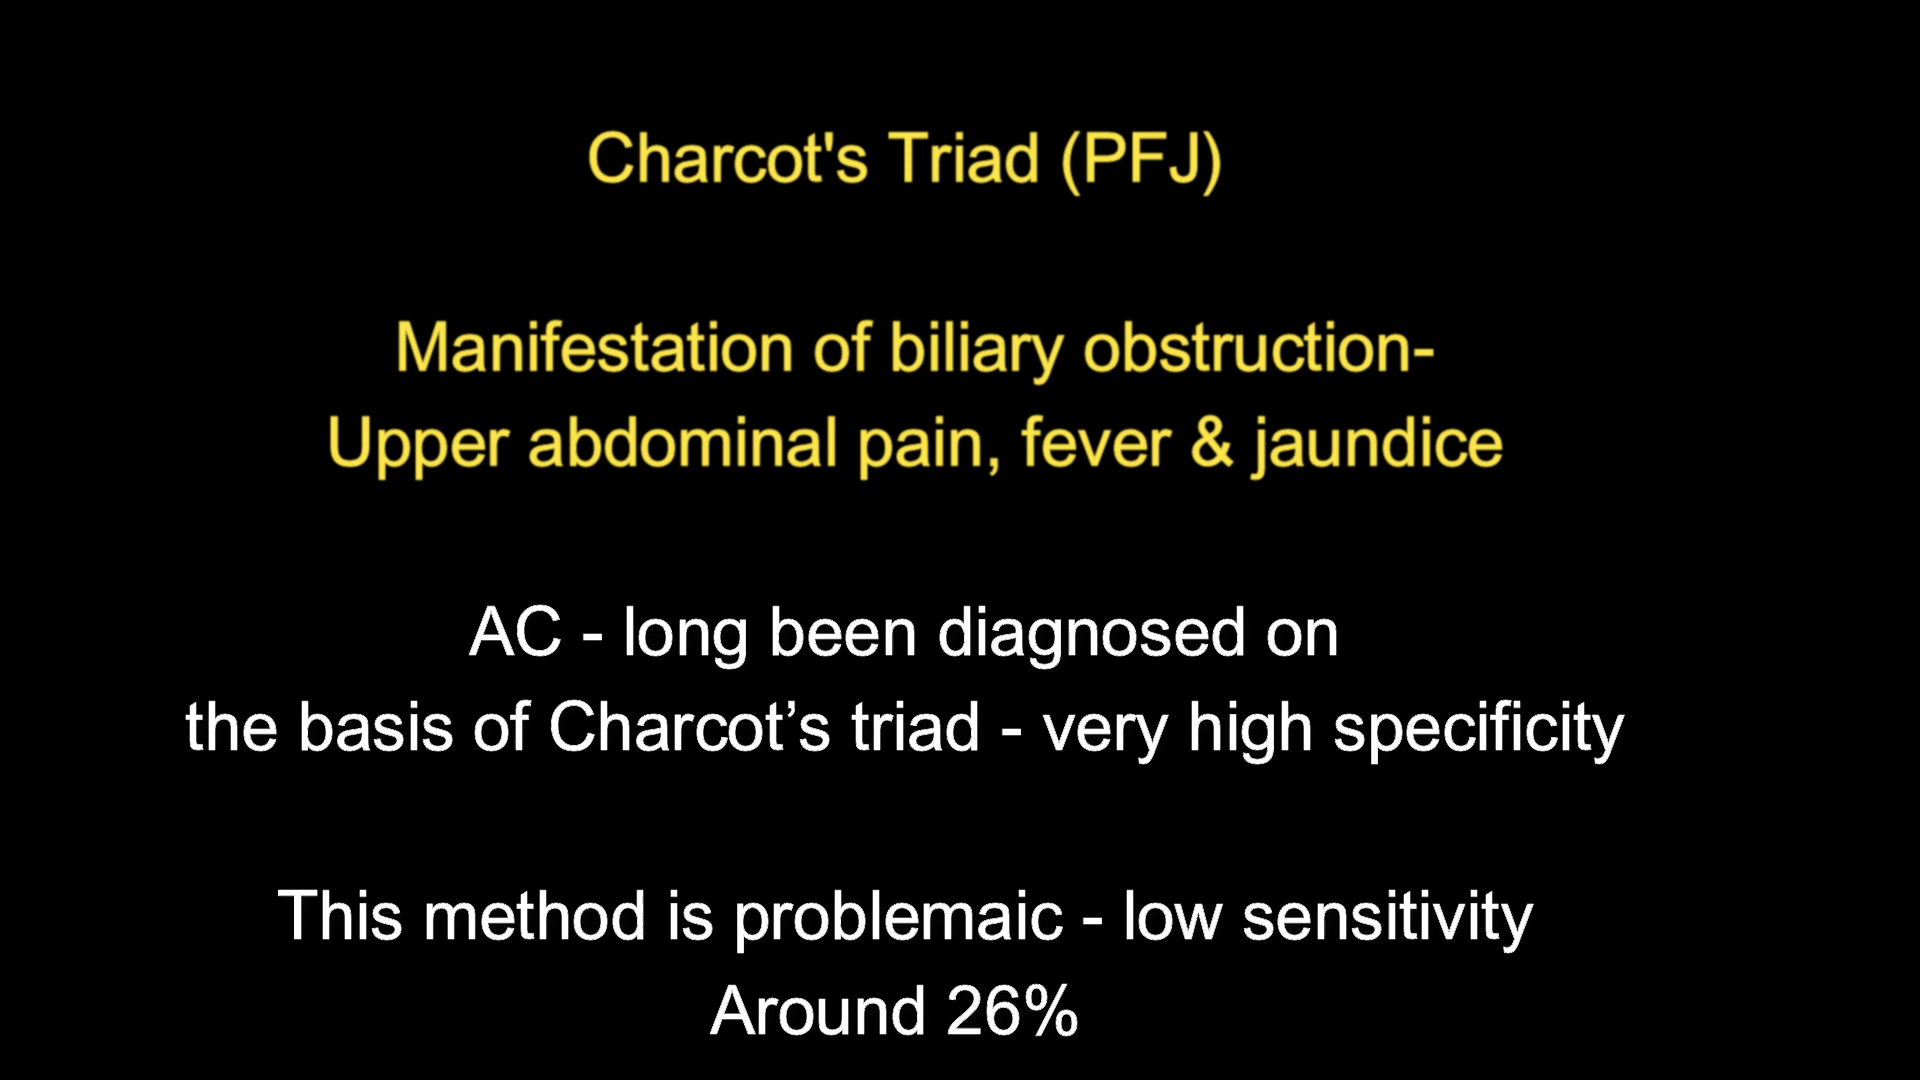 Charcot's Triad (PFJ)
Manifestation of biliary obstruction-
Upper abdominal pain, fever & jaundice
AC - long been diagnosed on
the basis of Charcot’s triad - very high specificity
This method is problemaic - low sensitivity
Around 26%